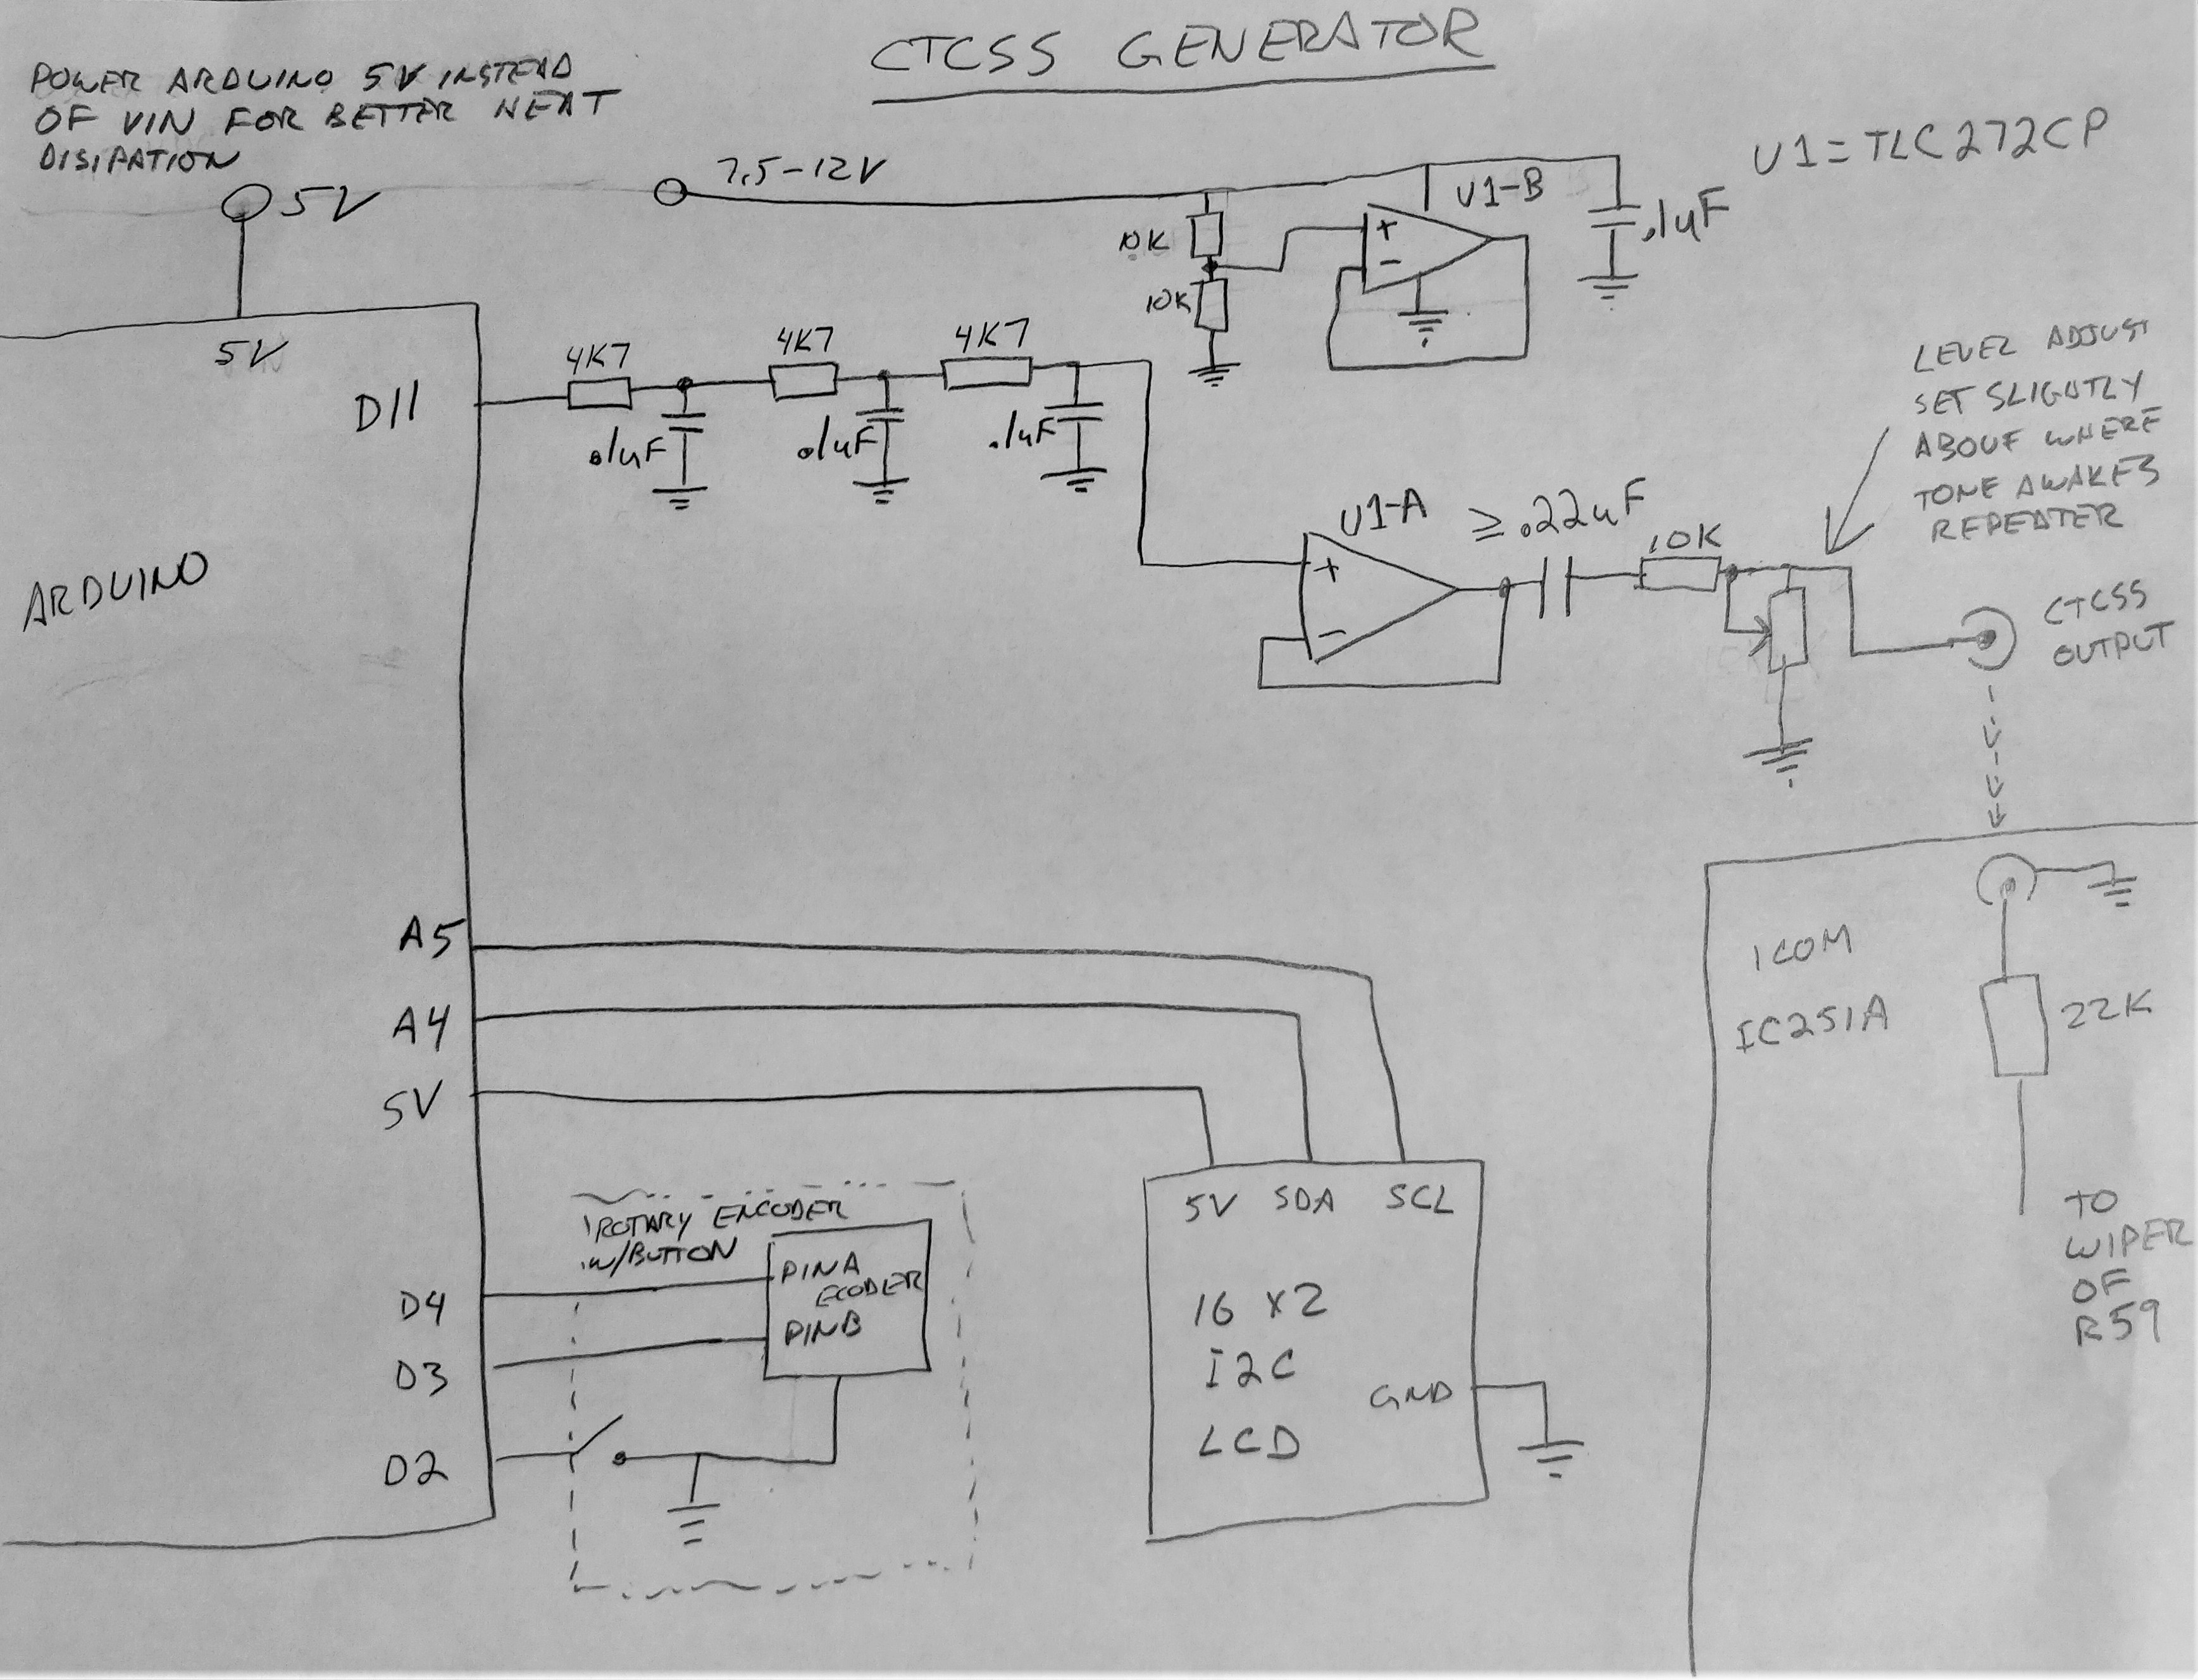 CTCSS GENERATOR
POWER ARDUINO 5V INSTEAD
OF VIN FOR BETTER HEAT
DISIPATION
5V
7.5-12V
U1=TLC272CP
U1-B
+
-
10K
10K
.1uF
5V
D11
4K7
4K7
4K7
.1uF
.1uF
.1uF
ARDUINO
U1-A
+
-
≥.22uF
10K
LEVEL ADJUST
SET SLIGHTLY
ABOVE WHERE
TONE AWAKES
REPEATER
CTCSS
OUTPUT
A5
A4
5V
5V SDA SCL
16 X2
I2C
LCD
GND
ROTARY ENCODER
W/BUTTON
PINA
ECODER
PINB
D4
D3
D2
ICOM
IC251A
22K
TO
WIPER
OF
R59